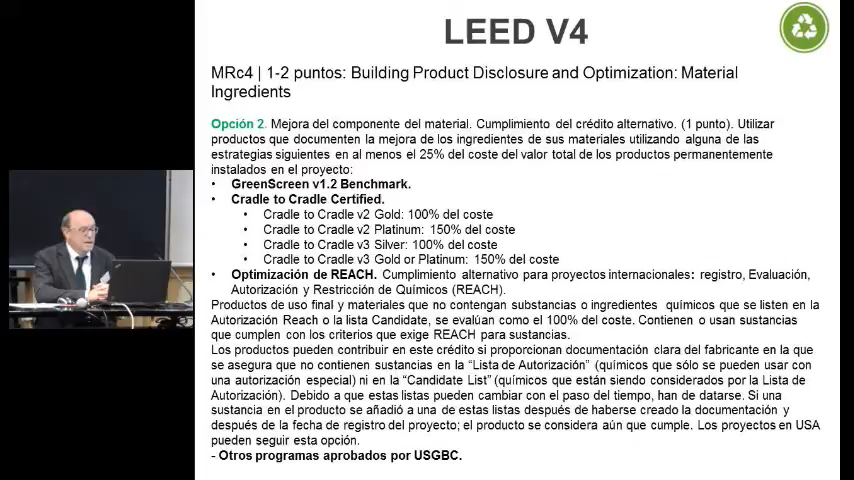 LEED V4
MRc4 | 1-2 puntos: Building Product Disclosure and Optimization: Material
Ingredients
Opción 2. Mejora del componente del material. Cumplimiento del crédito alternativo. (1 punto). Utilizar
productos que documenten la mejora de los ingredientes de sus materiales utilizando alguna de las
estrategias siguientes en al menos el 25% del coste del valor total de los productos permanentemente
instalados en el proyecto:
• GreenScreen v1.2 Benchmark.
• Cradle to Cradle Certified.
• Cradle to Cradle v2 Gold: 100% del coste
• Cradle to Cradle v2 Platinum: 150% del coste
• Cradle to Cradle v3 Silver: 100% del coste
• Cradle to Cradle v3 Gold or Platinum: 150% del coste
• Optimización de REACH. Cumplimiento alternativo para proyectos internacionales: registro, Evaluación,
Autorización y Restricción de Químicos (REACH).
Productos de uso final y materiales que no contengan substancias o ingredientes químicos que se listen en la
Autorización Reach o la lista Candidate, se evalúan como el 100% del coste. Contienen o usan sustancias
que cumplen con los criterios que exige REACH para sustancias.
Los productos pueden contribuir en este crédito si proporcionan documentación clara del fabricante en la que
se asegura que no contienen sustancias en la “Lista de Autorización” (químicos que sólo se pueden usar con
una autorización especial) ni en la “Candidate List” (químicos que están siendo considerados por la Lista de
Autorización). Debido a que estas listas pueden cambiar con el paso del tiempo, han de datarse. Si una
sustancia en el producto se añadió a una de estas listas después de haberse creado la documentación y
después de la fecha de registro del proyecto; el producto se considera aún que cumple. Los proyectos en USA
pueden seguir esta opción.
- Otros programas aprobados por USGBC.